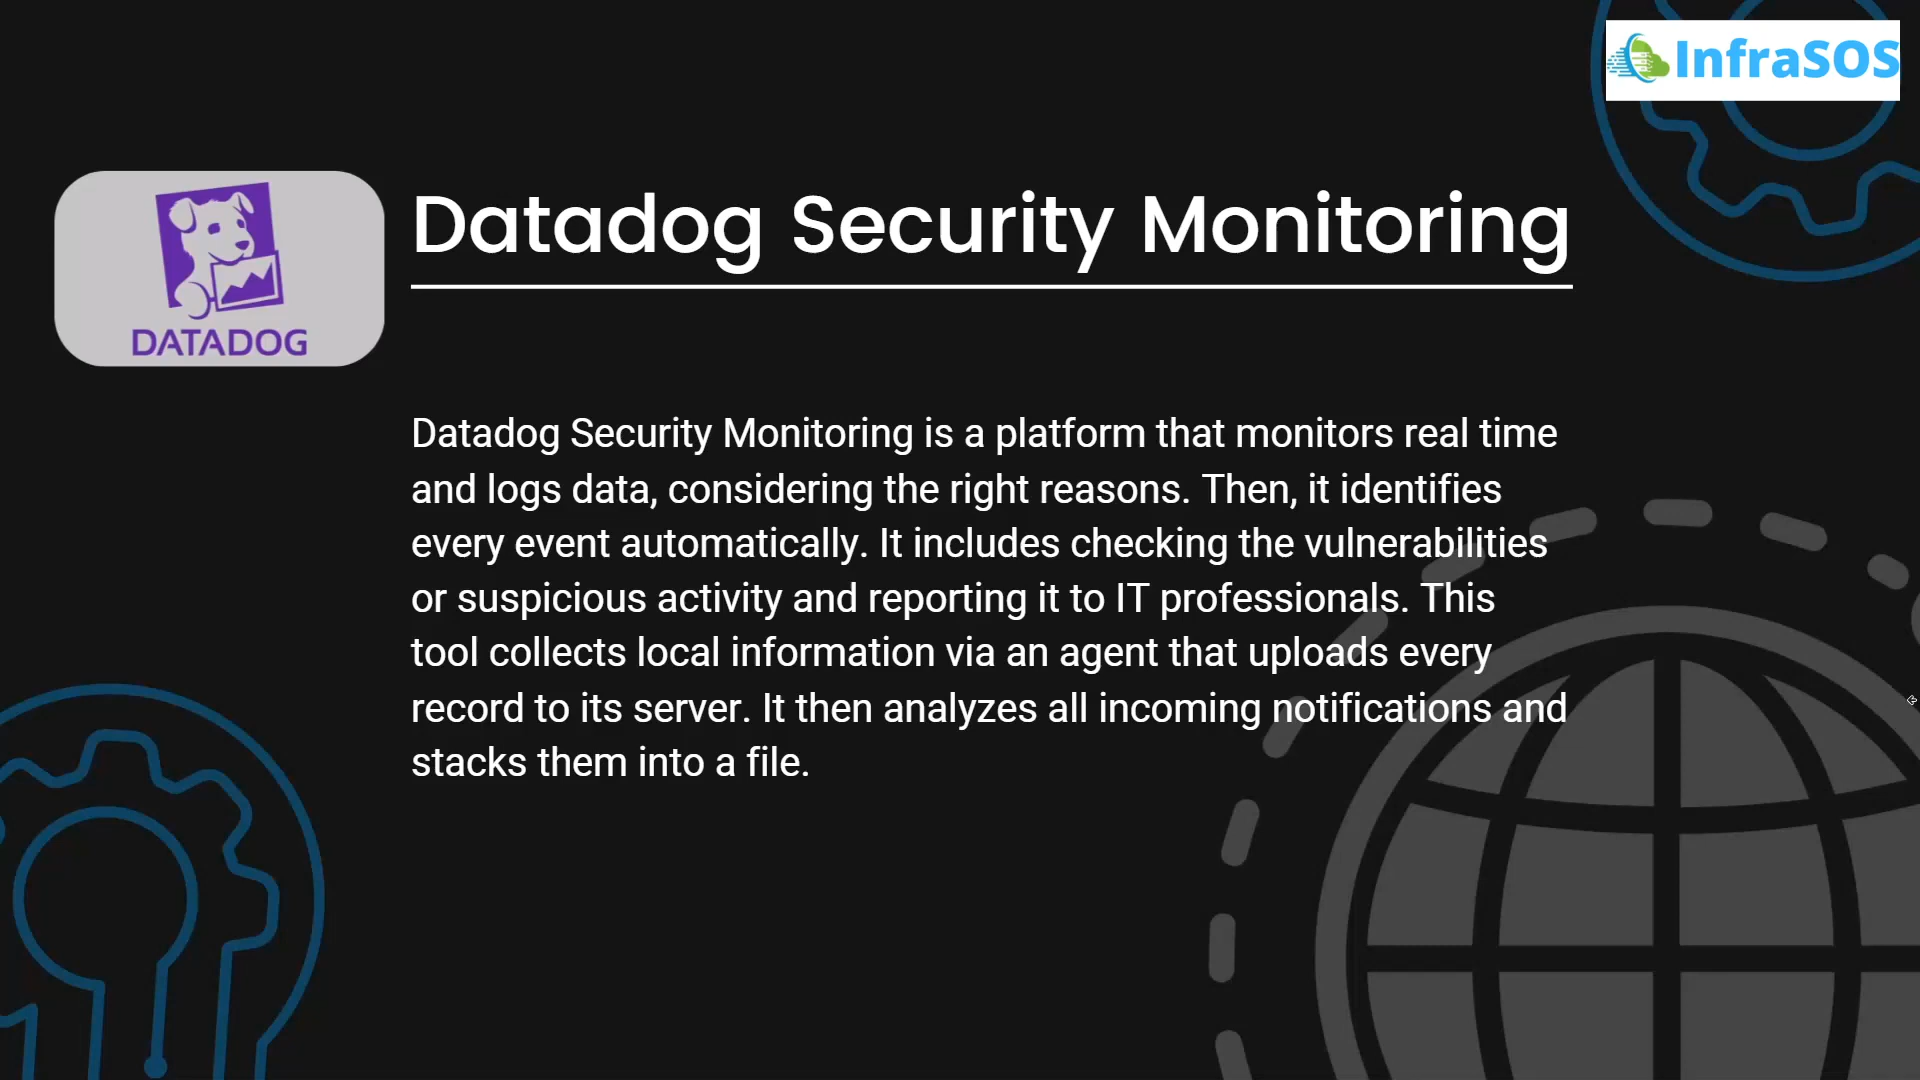 InfraSOS
Datadog Security Monitoring
DATADOG
Datadog Security Monitoring is a platform that monitors real time
and logs data, considering the right reasons. Then, it identifies
every event automatically. It includes checking the vulnerabilities
or suspicious activity and reporting it to IT professionals. This
tool collects local information via an agent that uploads every
record to its server. It then analyzes all incoming notifications and
stacks them into a file.